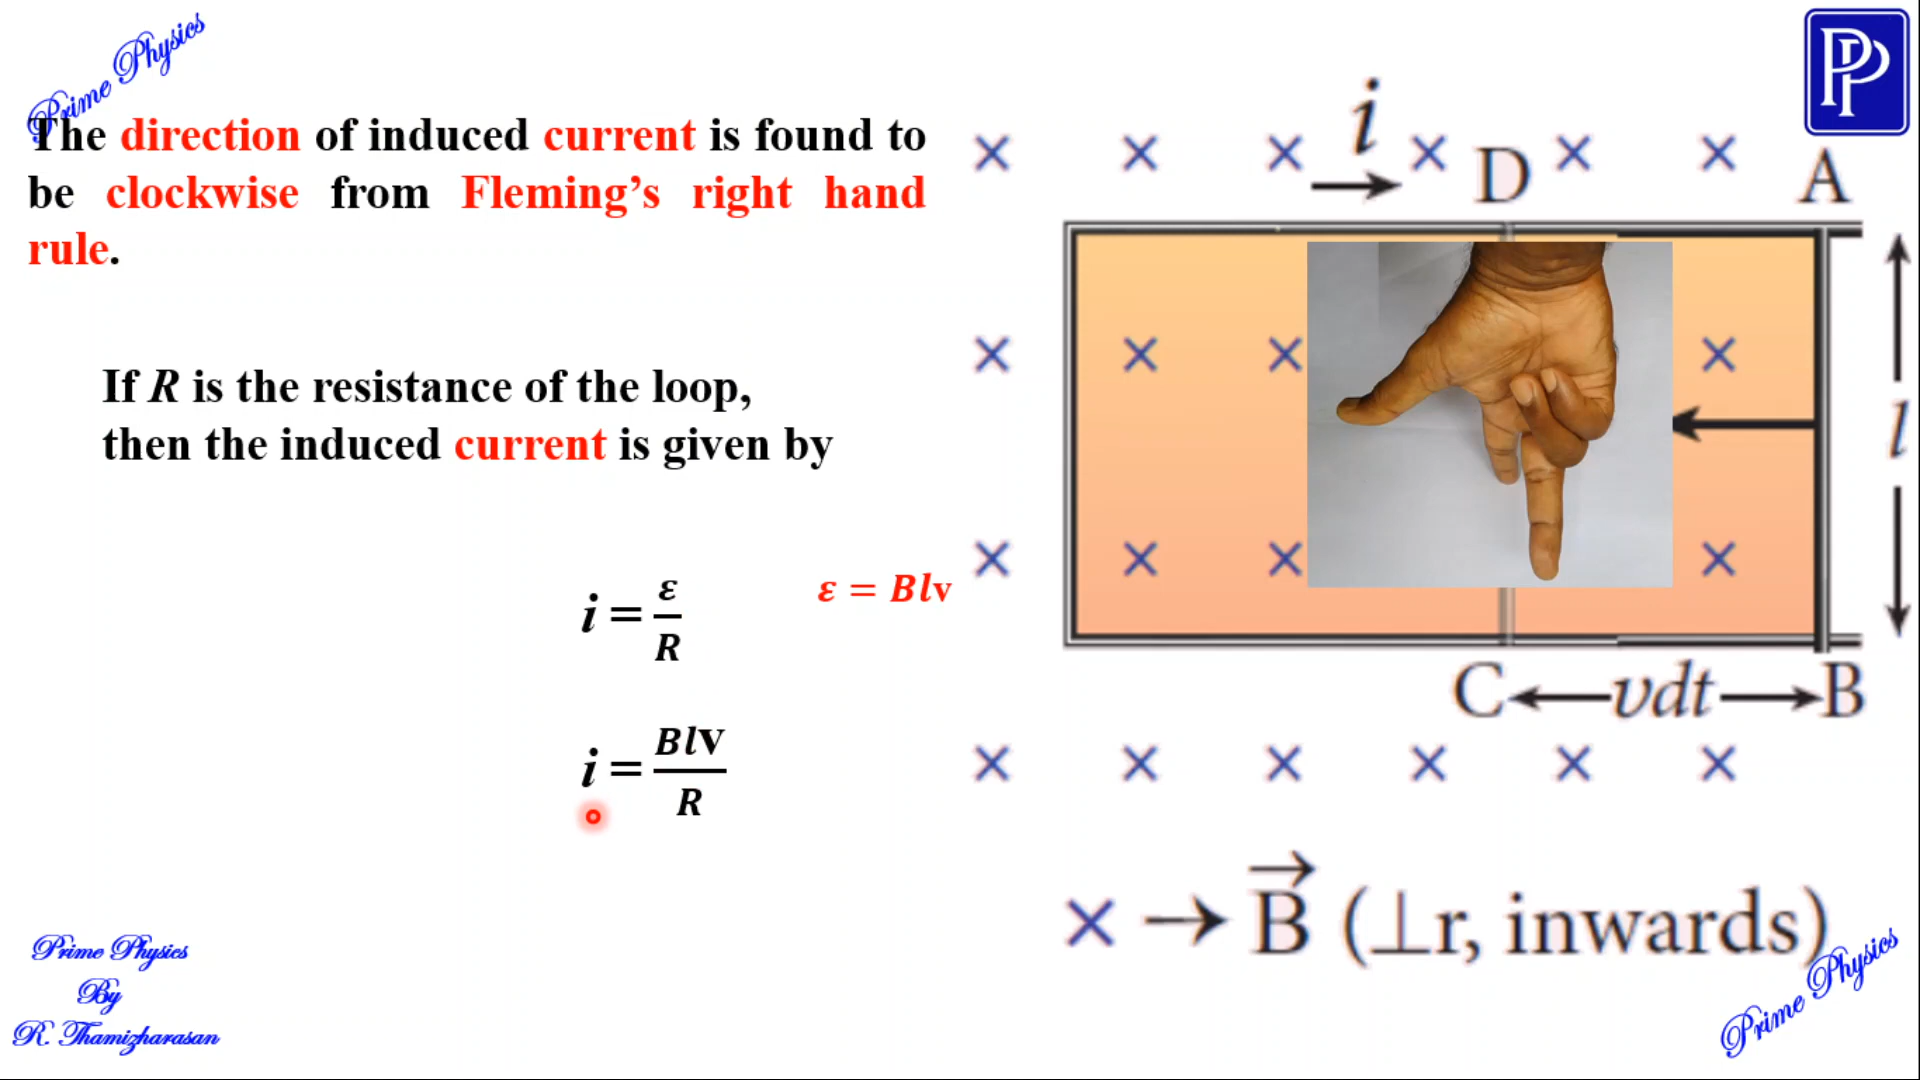 Prime Physics
The direction of induced current is found to
be clockwise from Fleming's right hand
rule.
If R is the resistance of the loop,
then the induced current is given by
i = ε/R
ε = Blv
i = Blv/R
PP
i
D
A
l
C
vdt
B
× → B⃗ (⊥r, inwards)
Prime Physics
By
R. Thamizharasan
Prime Physics